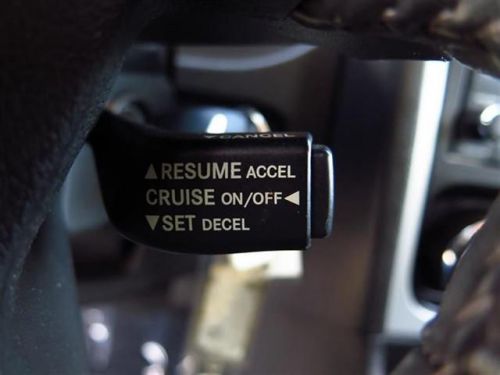 ▼CANCEL
▲RESUME ACCEL
CRUISE ON/OFF◀
▼SET DECEL